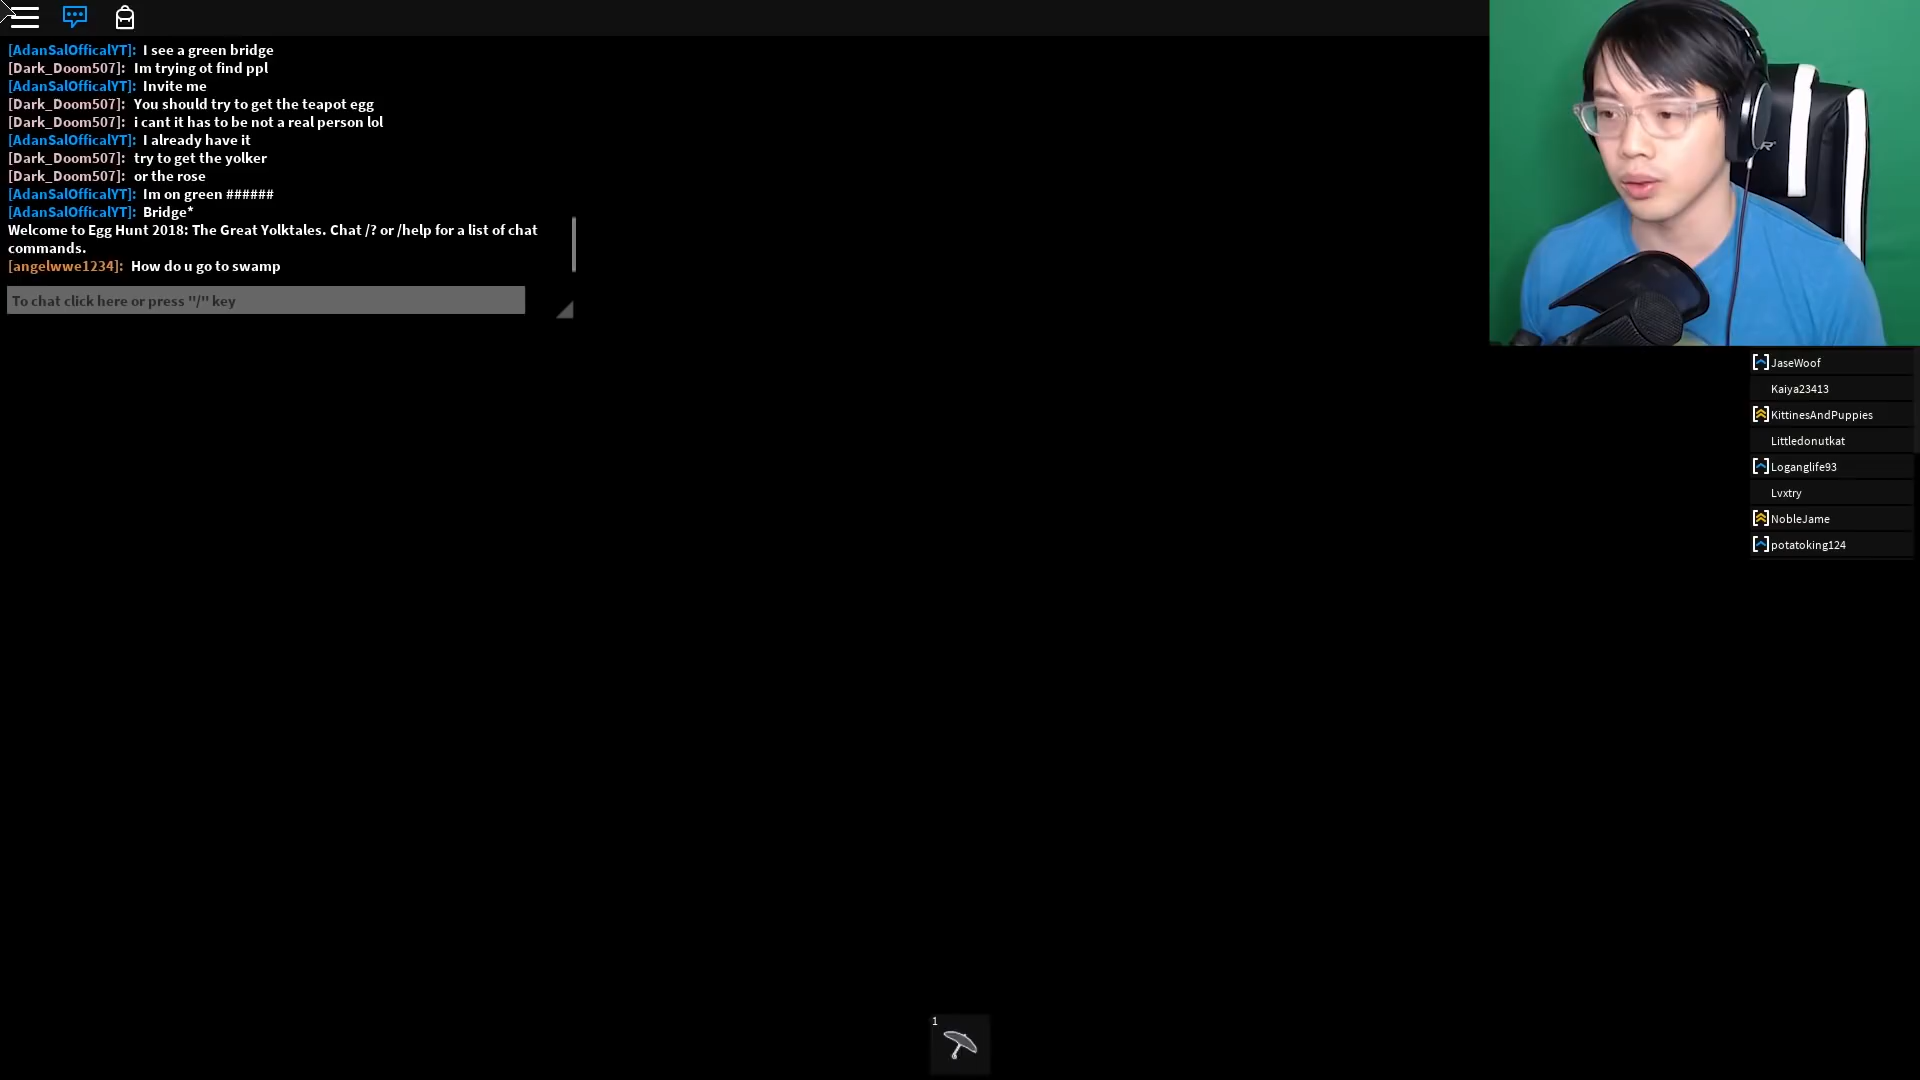 [AdanSalOfficalYT]: I see a green bridge
[Dark_Doom507]: Im trying ot find ppl
[AdanSalOfficalYT]: Invite me
[Dark_Doom507]: You should try to get the teapot egg
[Dark_Doom507]: i cant it has to be not a real person lol
[AdanSalOfficalYT]: I already have it
[Dark_Doom507]: try to get the yolker
[Dark_Doom507]: or the rose
[AdanSalOfficalYT]: Im on green ######
[AdanSalOfficalYT]: Bridge*
Welcome to Egg Hunt 2018: The Great Yolktales. Chat /? or /help for a list of chat
commands.
[angelwwe1234]: How do u go to swamp
To chat click here or press "/" key
JaseWoof
Kaiya23413
KittinesAndPuppies
Littledonutkat
Loganglife93
Lvxtry
NobleJame
potatoking124
1